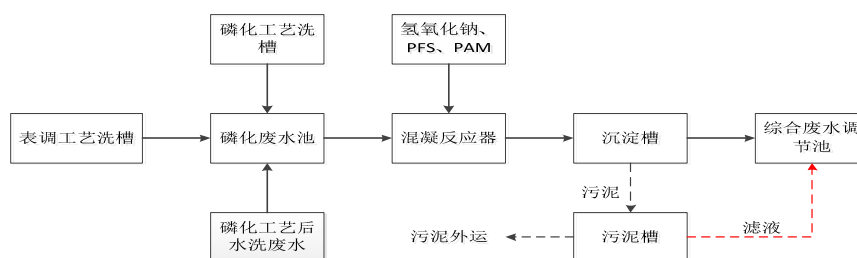 磷化工艺洗
槽
氢氧化钠、
PFS、PAM
表调工艺洗槽
磷化废水池
混凝反应器
沉淀槽
综合废水调
节池
污泥
磷化工艺后
水洗废水
污泥外运
污泥槽
滤液